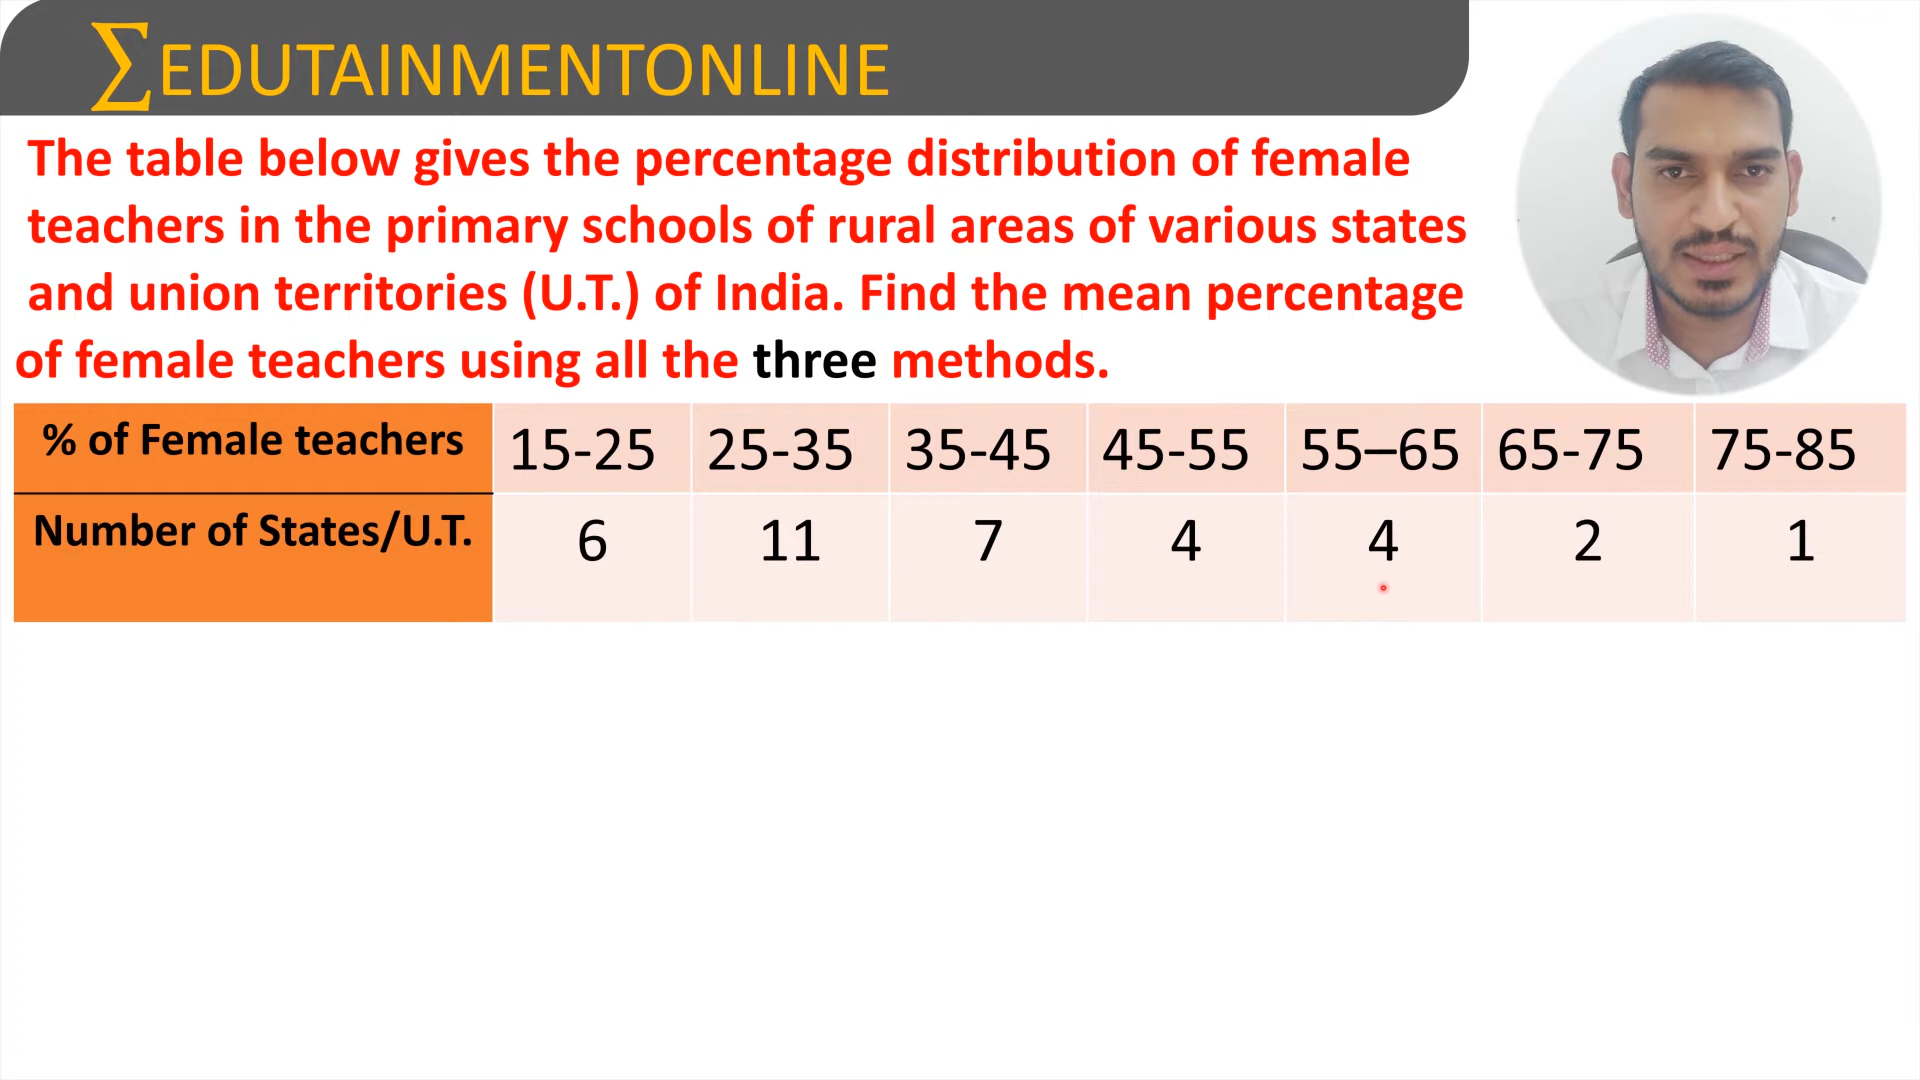 ∑EDUTAINMENTONLINE
The table below gives the percentage distribution of female
teachers in the primary schools of rural areas of various states
and union territories (U.T.) of India. Find the mean percentage
of female teachers using all the three methods.
% of Female teachers 15-25 25-35 35-45 45-55 55–65 65-75 75-85
Number of States/U.T. 6 11 7 4 4 2 1